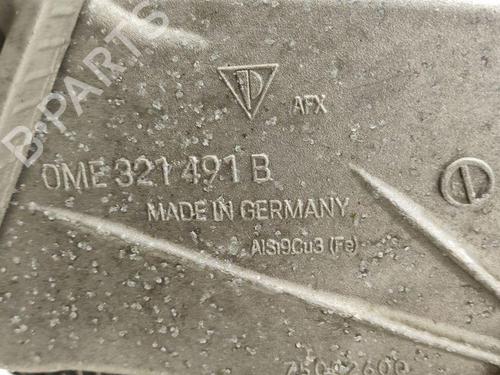 AFX
0ME 321 491 B
MADE IN GERMANY
AlSi9Cu3 (Fe)
B-PARTS